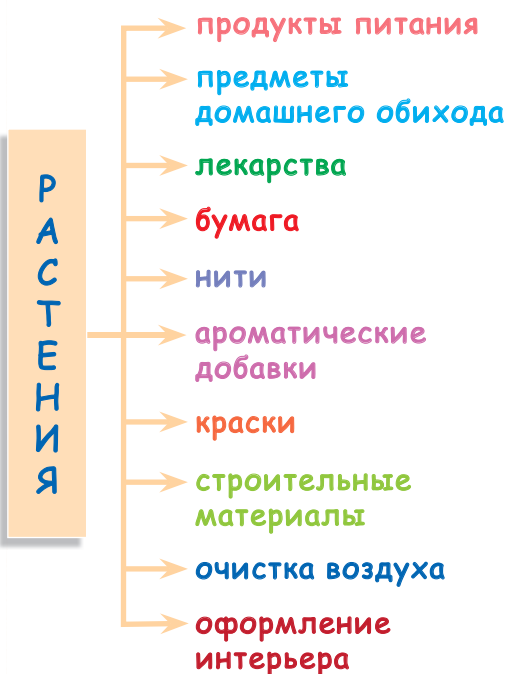 РАСТЕНИЯ
продукты питания
предметы
домашнего обихода
лекарства
бумага
нити
ароматические
добавки
краски
строительные
материалы
очистка воздуха
оформление
интерьера